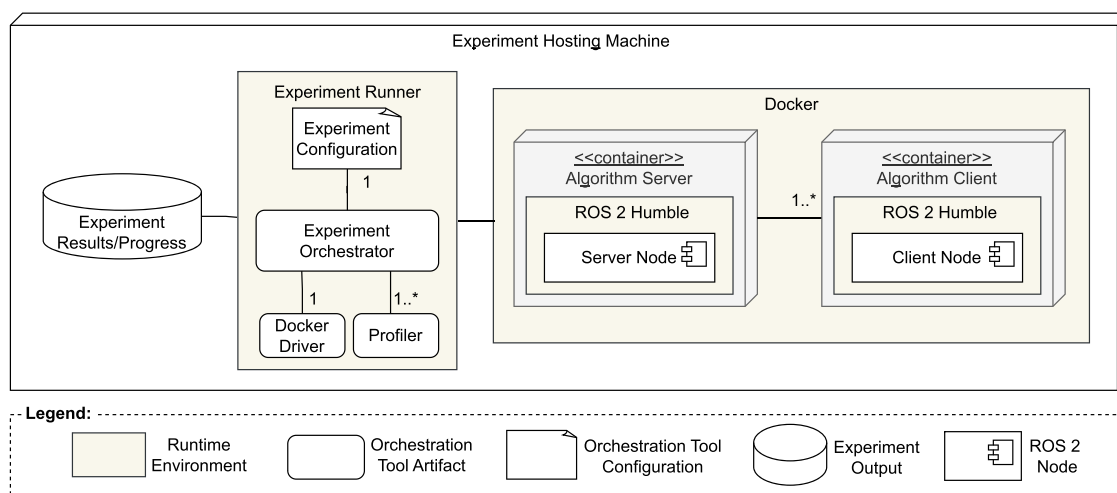 Experiment Hosting Machine
Experiment Runner
Experiment
Configuration
1
Experiment
Orchestrator
1
1..*
Docker
Driver
Profiler
Experiment
Results/Progress
Docker
<<container>>
Algorithm Server
ROS 2 Humble
Server Node
1..*
<<container>>
Algorithm Client
ROS 2 Humble
Client Node
Legend:
Runtime
Environment
Orchestration
Tool Artifact
Orchestration Tool
Configuration
Experiment
Output
ROS 2
Node